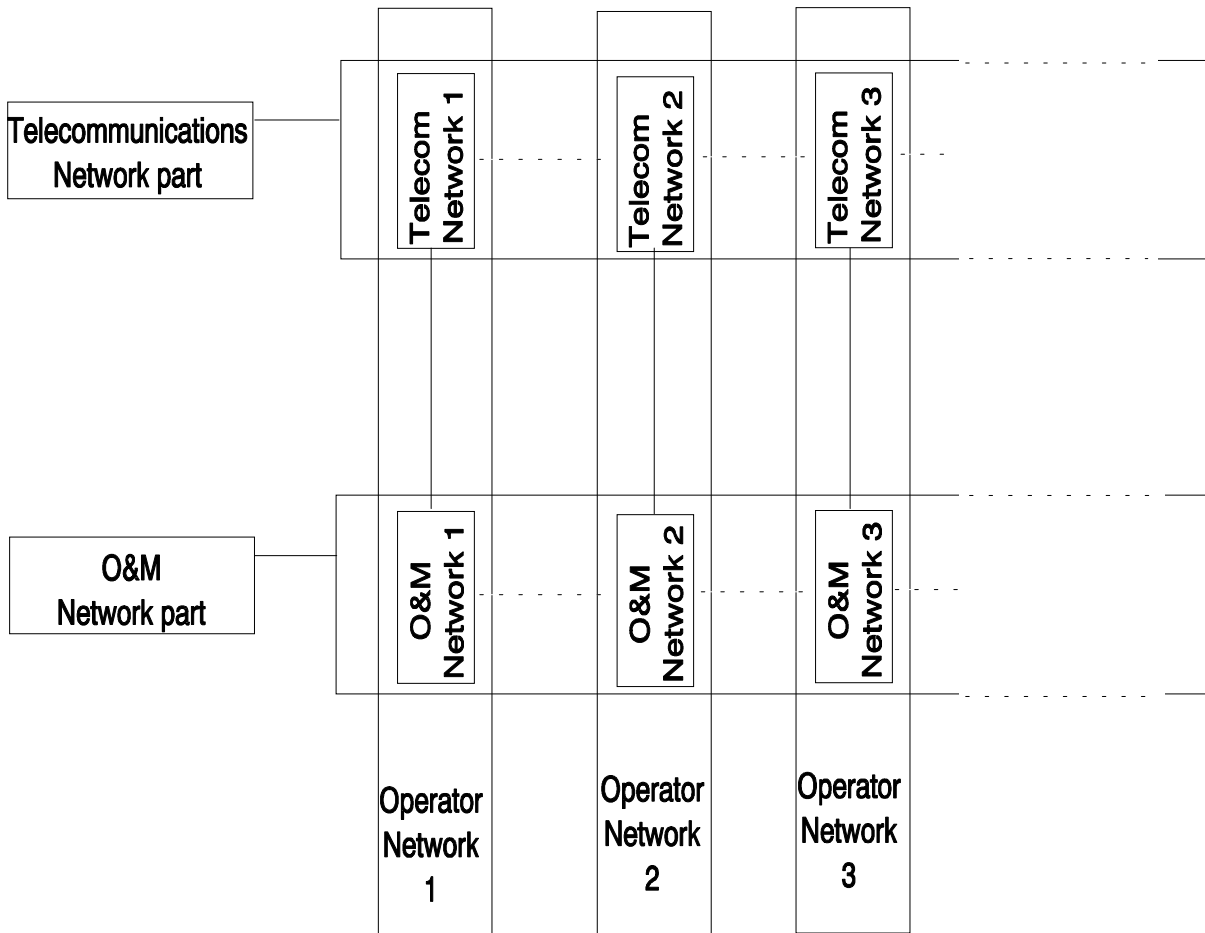 Telecommunications
Network part
Telecom
Network 1
Telecom
Network 2
Telecom
Network 3
O&M
Network part
O&M
Network 1
O&M
Network 2
O&M
Network 3
Operator
Network
1
Operator
Network
2
Operator
Network
3